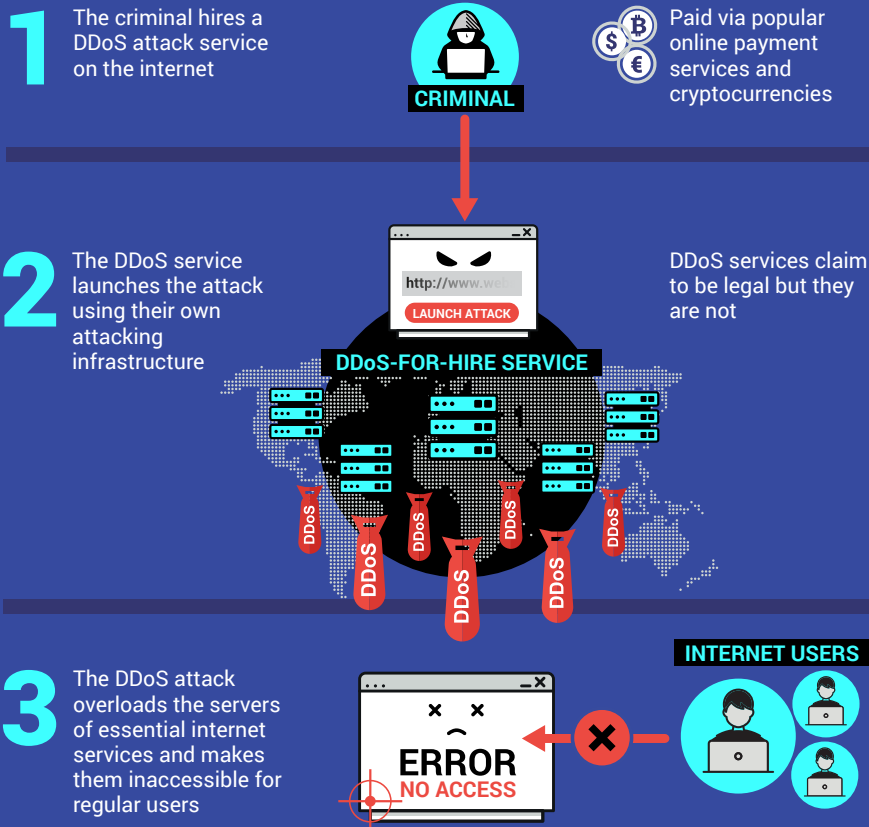 1
The criminal hires a
DDoS attack service
on the internet
CRIMINAL
$
₿
€
Paid via popular
online payment
services and
cryptocurrencies
2
The DDoS service
launches the attack
using their own
attacking
infrastructure
http://www.web
LAUNCH ATTACK
DDoS services claim
to be legal but they
are not
DDoS-FOR-HIRE SERVICE
DDoS
DDoS
DDoS
DDoS
DDoS
DDoS
DDoS
3
The DDoS attack
overloads the servers
of essential internet
services and makes
them inaccessible for
regular users
ERROR
NO ACCESS
INTERNET USERS